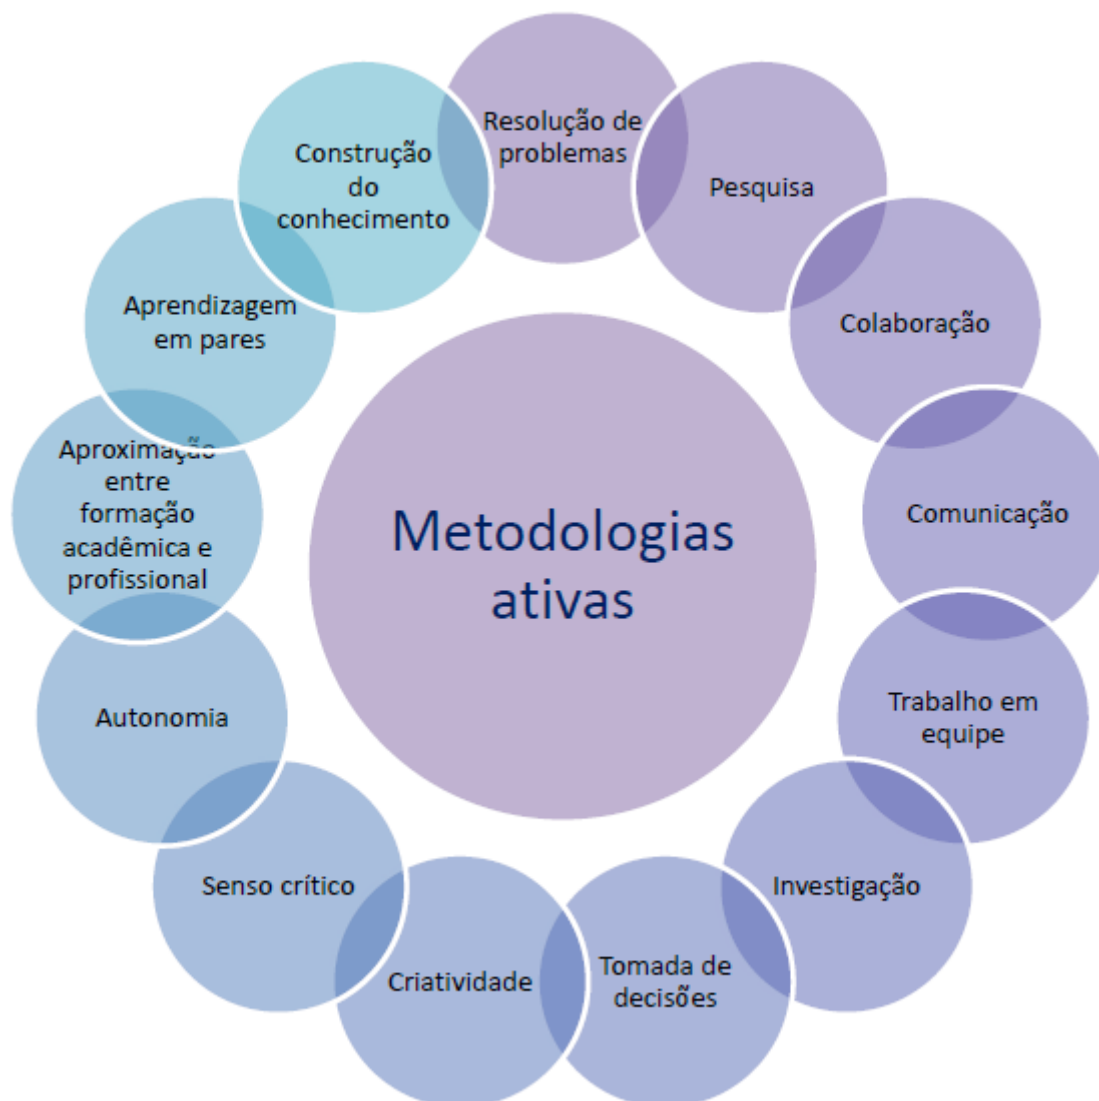 Resolução de
problemas
Pesquisa
Colaboração
Comunicação
Trabalho em
equipe
Investigação
Tomada de
decisões
Criatividade
Senso crítico
Autonomia
Aproximação
entre
formação
acadêmica e
profissional
Aprendizagem
em pares
Construção
do
conhecimento
Metodologias
ativas